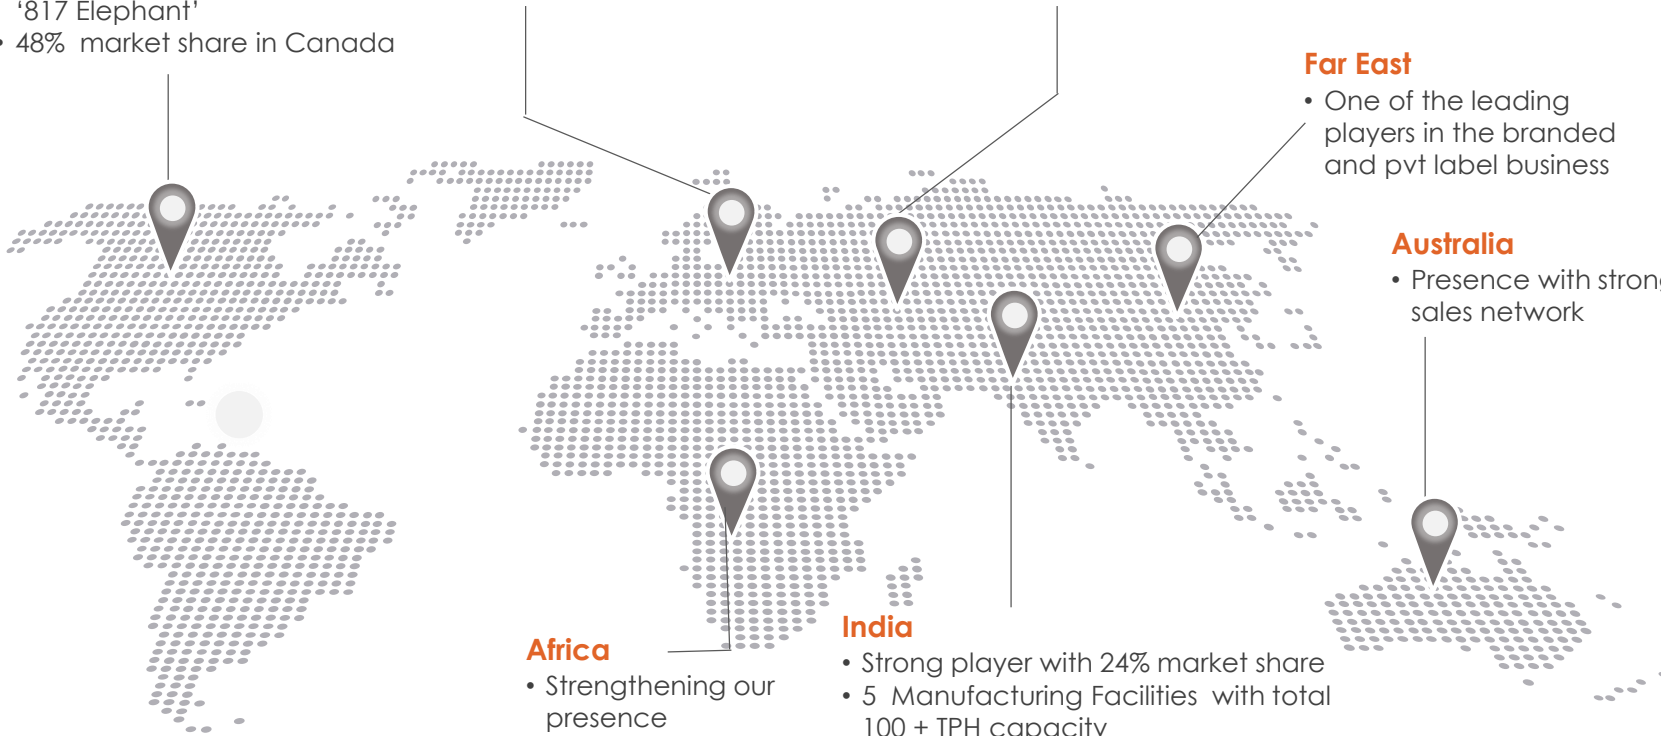 ‘817 Elephant’
• 48% market share in Canada
Far East
• One of the leading
players in the branded
and pvt label business
Australia
• Presence with strong
sales network
Africa
• Strengthening our
presence
India
• Strong player with 24% market share
• 5 Manufacturing Facilities with total
100 + TPH capacity